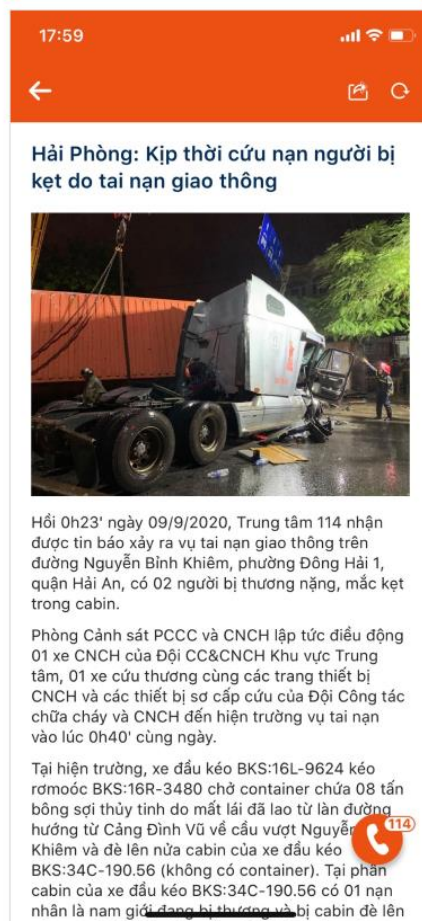 17:59
Hải Phòng: Kịp thời cứu nạn người bị
kẹt do tai nạn giao thông
Hồi 0h23' ngày 09/9/2020, Trung tâm 114 nhận
được tin báo xảy ra vụ tai nạn giao thông trên
đường Nguyễn Bỉnh Khiêm, phường Đông Hải 1,
quận Hải An, có 02 người bị thương nặng, mắc kẹt
trong cabin.
Phòng Cảnh sát PCCC và CNCH lập tức điều động
01 xe CNCH của Đội CC&CNCH Khu vực Trung
tâm, 01 xe cứu thương cùng các trang thiết bị
CNCH và các thiết bị sơ cấp cứu của Đội Công tác
chữa cháy và CNCH đến hiện trường vụ tai nạn
vào lúc 0h40' cùng ngày.
Tại hiện trường, xe đầu kéo BKS:16L-9624 kéo
rơmoóc BKS:16R-3480 chở container chứa 08 tấn
bông sợi thủy tinh do mất lái đã lao từ làn đường
hướng từ Cảng Đình Vũ về cầu vượt Nguyễn
114
Khiêm và đè lên nửa cabin của xe đầu kéo
BKS:34C-190.56 (không có container). Tại phần
cabin của xe đầu kéo BKS:34C-190.56 có 01 nạn
nhân là nam giới đang bị thương và bị cabin đè lên